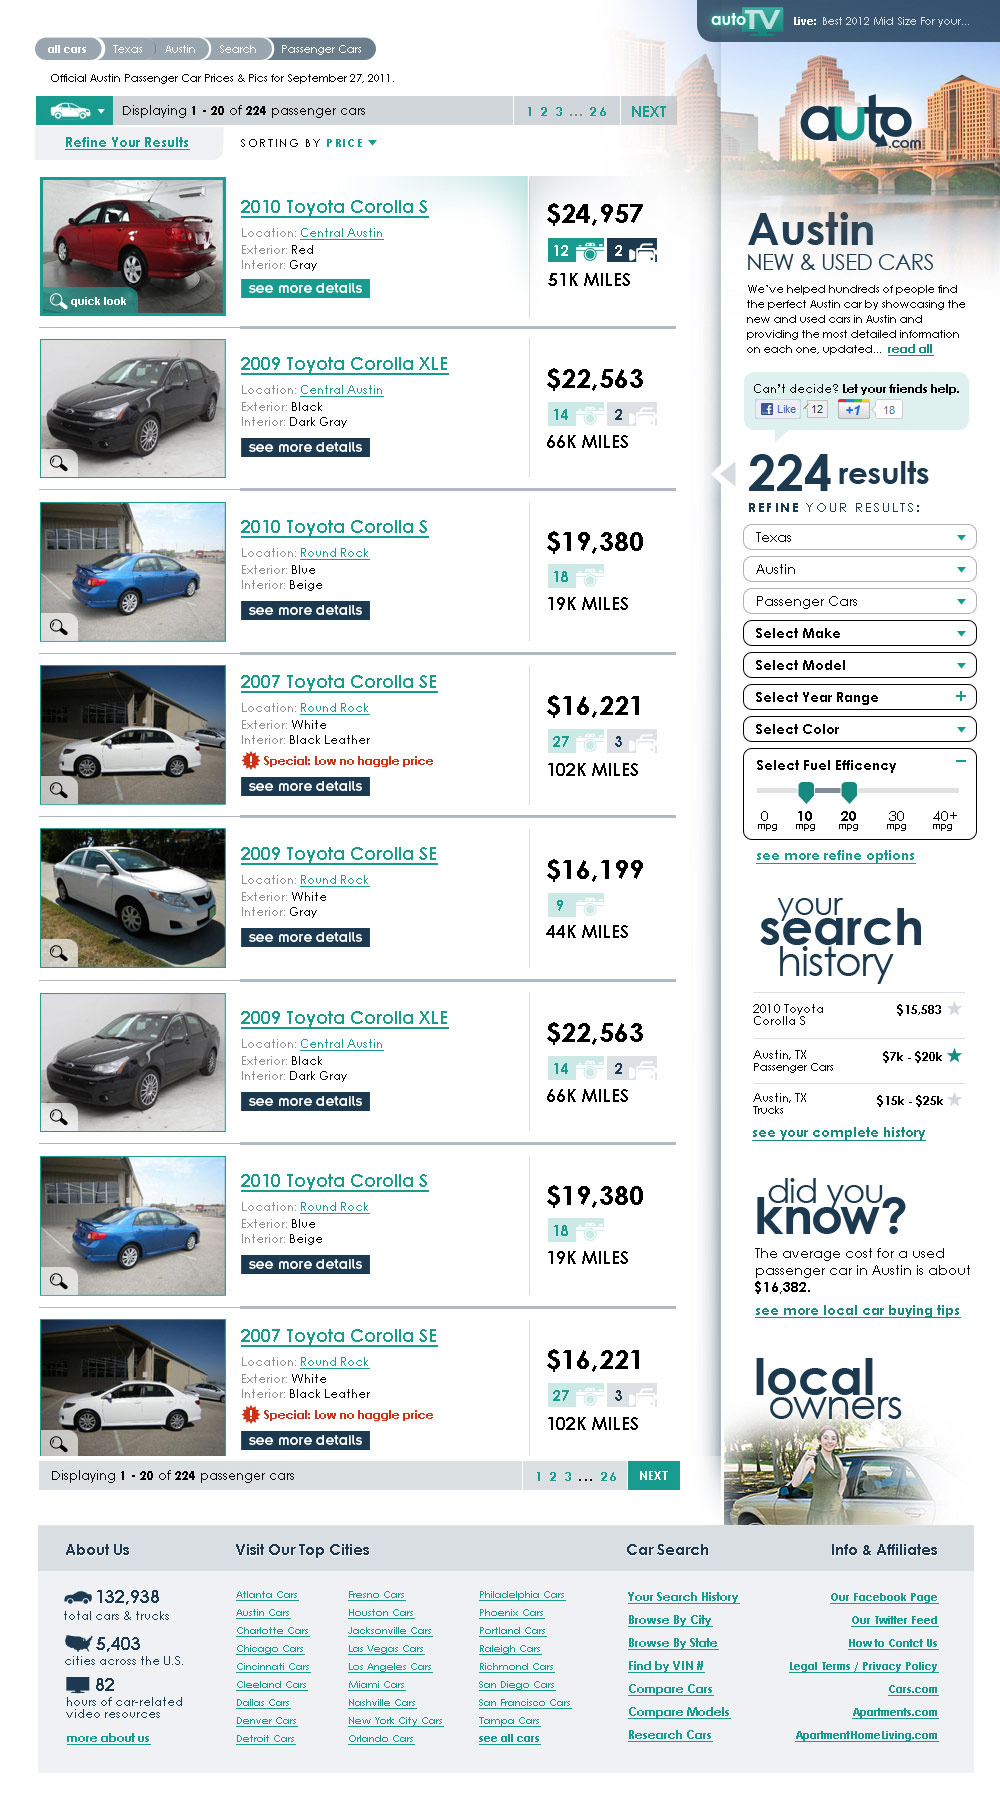 autoTV Live: Best 2012 Mid Size For your...
all cars Texas Austin Search Passenger Cars
Official Austin Passenger Car Prices & Pics for September 27, 2011.
Displaying 1 - 20 of 224 passenger cars 1 2 3 ... 26 NEXT
Refine Your Results SORTING BY PRICE
2010 Toyota Corolla S
Location: Central Austin
Exterior: Red
Interior: Gray
see more details
quick look
$24,957
12 2
51K MILES
2009 Toyota Corolla XLE
Location: Central Austin
Exterior: Black
Interior: Dark Gray
see more details
$22,563
14 2
66K MILES
2010 Toyota Corolla S
Location: Round Rock
Exterior: Blue
Interior: Beige
see more details
$19,380
18
19K MILES
2007 Toyota Corolla SE
Location: Round Rock
Exterior: White
Interior: Black Leather
! Special: Low no haggle price
see more details
$16,221
27 3
102K MILES
2009 Toyota Corolla SE
Location: Round Rock
Exterior: White
Interior: Gray
see more details
$16,199
9
44K MILES
2009 Toyota Corolla XLE
Location: Central Austin
Exterior: Black
Interior: Dark Gray
see more details
$22,563
14 2
66K MILES
2010 Toyota Corolla S
Location: Round Rock
Exterior: Blue
Interior: Beige
see more details
$19,380
18
19K MILES
2007 Toyota Corolla SE
Location: Round Rock
Exterior: White
Interior: Black Leather
! Special: Low no haggle price
see more details
$16,221
27 3
102K MILES
Displaying 1 - 20 of 224 passenger cars 1 2 3 ... 26 NEXT
auto
.com
Austin
NEW & USED CARS
We've helped hundreds of people find
the perfect Austin car by showcasing the
new and used cars in Austin and
providing the most detailed information
on each one, updated... read all
Can't decide? Let your friends help.
Like 12 +1 18
224 results
REFINE YOUR RESULTS:
Texas
Austin
Passenger Cars
Select Make
Select Model
Select Year Range +
Select Color
Select Fuel Efficency −
0 10 20 30 40+
mpg mpg mpg mpg mpg
see more refine options
your
search
history
2010 Toyota $15,583
Corolla S
Austin, TX $7k - $20k
Passenger Cars
Austin, TX $15k - $25k
Trucks
see your complete history
did you
know?
The average cost for a used
passenger car in Austin is about
$16,382.
see more local car buying tips
local
owners
About Us
132,938
total cars & trucks
5,403
cities across the U.S.
82
hours of car-related
video resources
more about us
Visit Our Top Cities
Atlanta Cars
Austin Cars
Charlotte Cars
Chicago Cars
Cincinnati Cars
Cleeland Cars
Dallas Cars
Denver Cars
Detroit Cars
Fresno Cars
Houston Cars
Jacksonville Cars
Las Vegas Cars
Los Angeles Cars
Miami Cars
Nashville Cars
New York City Cars
Orlando Cars
Philadelphia Cars
Phoenix Cars
Portland Cars
Raleigh Cars
Richmond Cars
San Diego Cars
San Francisco Cars
Tampa Cars
see all cars
Car Search
Your Search History
Browse By City
Browse By State
Find by VIN #
Compare Cars
Compare Models
Research Cars
Info & Affiliates
Our Facebook Page
Our Twitter Feed
How to Contct Us
Legal Terms / Privacy Policy
Cars.com
Apartments.com
ApartmentHomeLiving.com